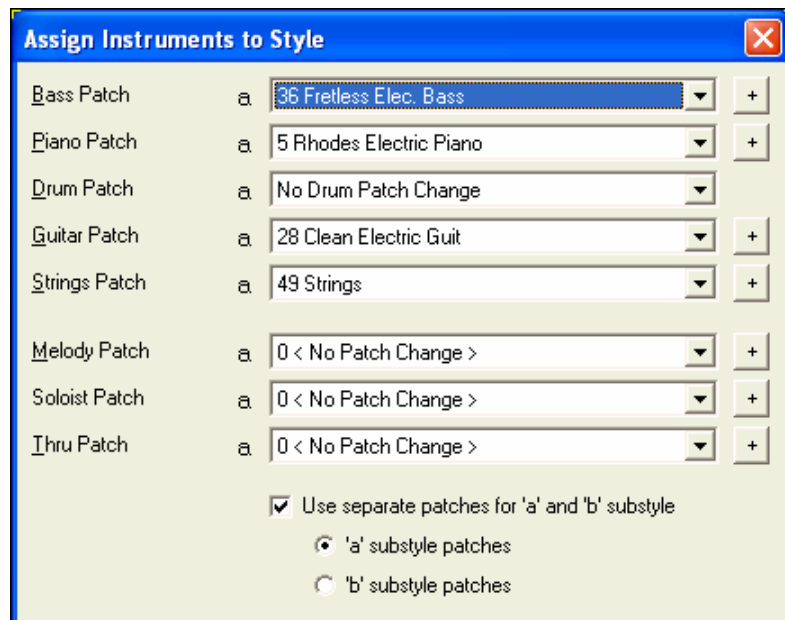 Assign Instruments to Style
Bass Patch a 36 Fretless Elec. Bass +
Piano Patch a 5 Rhodes Electric Piano +
Drum Patch a No Drum Patch Change
Guitar Patch a 28 Clean Electric Guit +
Strings Patch a 49 Strings +
Melody Patch a 0 < No Patch Change > +
Soloist Patch a 0 < No Patch Change > +
Thru Patch a 0 < No Patch Change > +
Use separate patches for 'a' and 'b' substyle
'a' substyle patches
'b' substyle patches